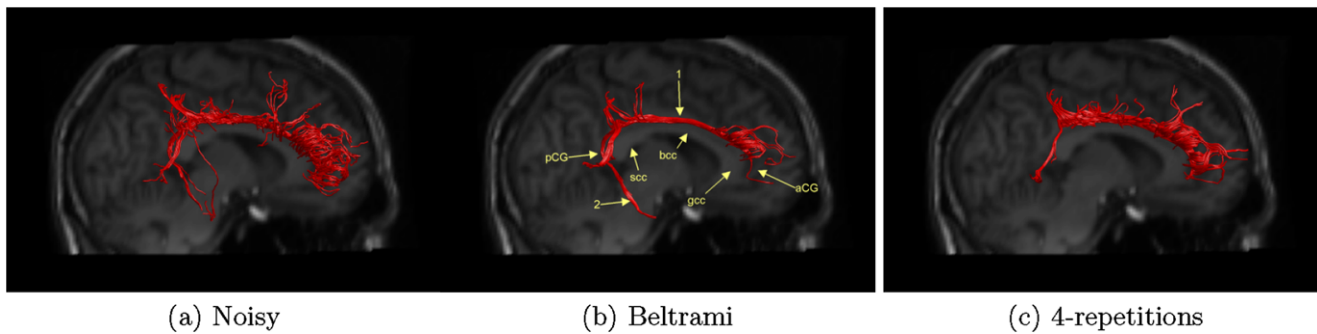 1
pCG
scc
bcc
gcc
aCG
2
(a) Noisy
(b) Beltrami
(c) 4-repetitions